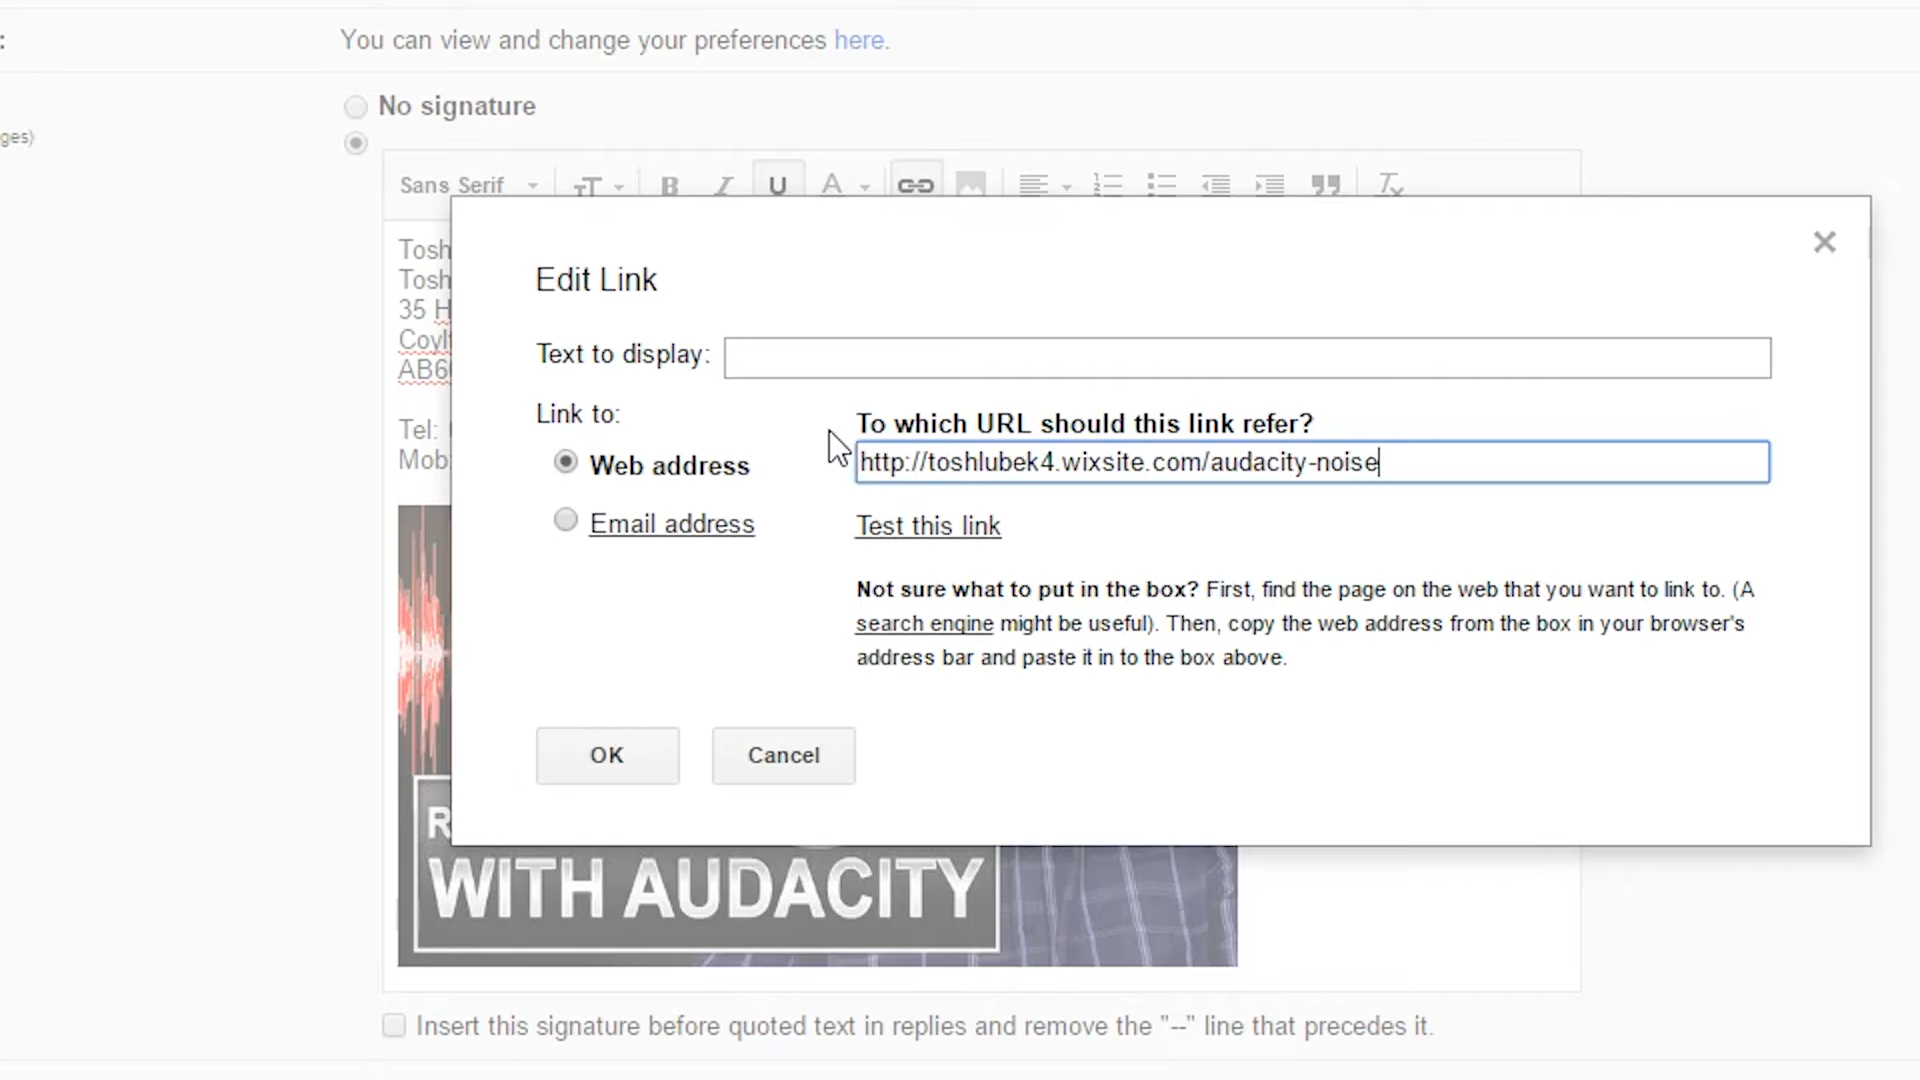 :
You can view and change your preferences here.
No signature
ges)
Sans Serif
Tosh
Tosh
35 H
Coyl
AB6
Tel:
Mob:
Edit Link
Text to display:
Link to:
Web address
Email address
To which URL should this link refer?
http://toshlubek4.wixsite.com/audacity-noise
Test this link
Not sure what to put in the box? First, find the page on the web that you want to link to. (A
search engine might be useful). Then, copy the web address from the box in your browser's
address bar and paste it in to the box above.
OK
Cancel
R
WITH AUDACITY
Insert this signature before quoted text in replies and remove the "--" line that precedes it.